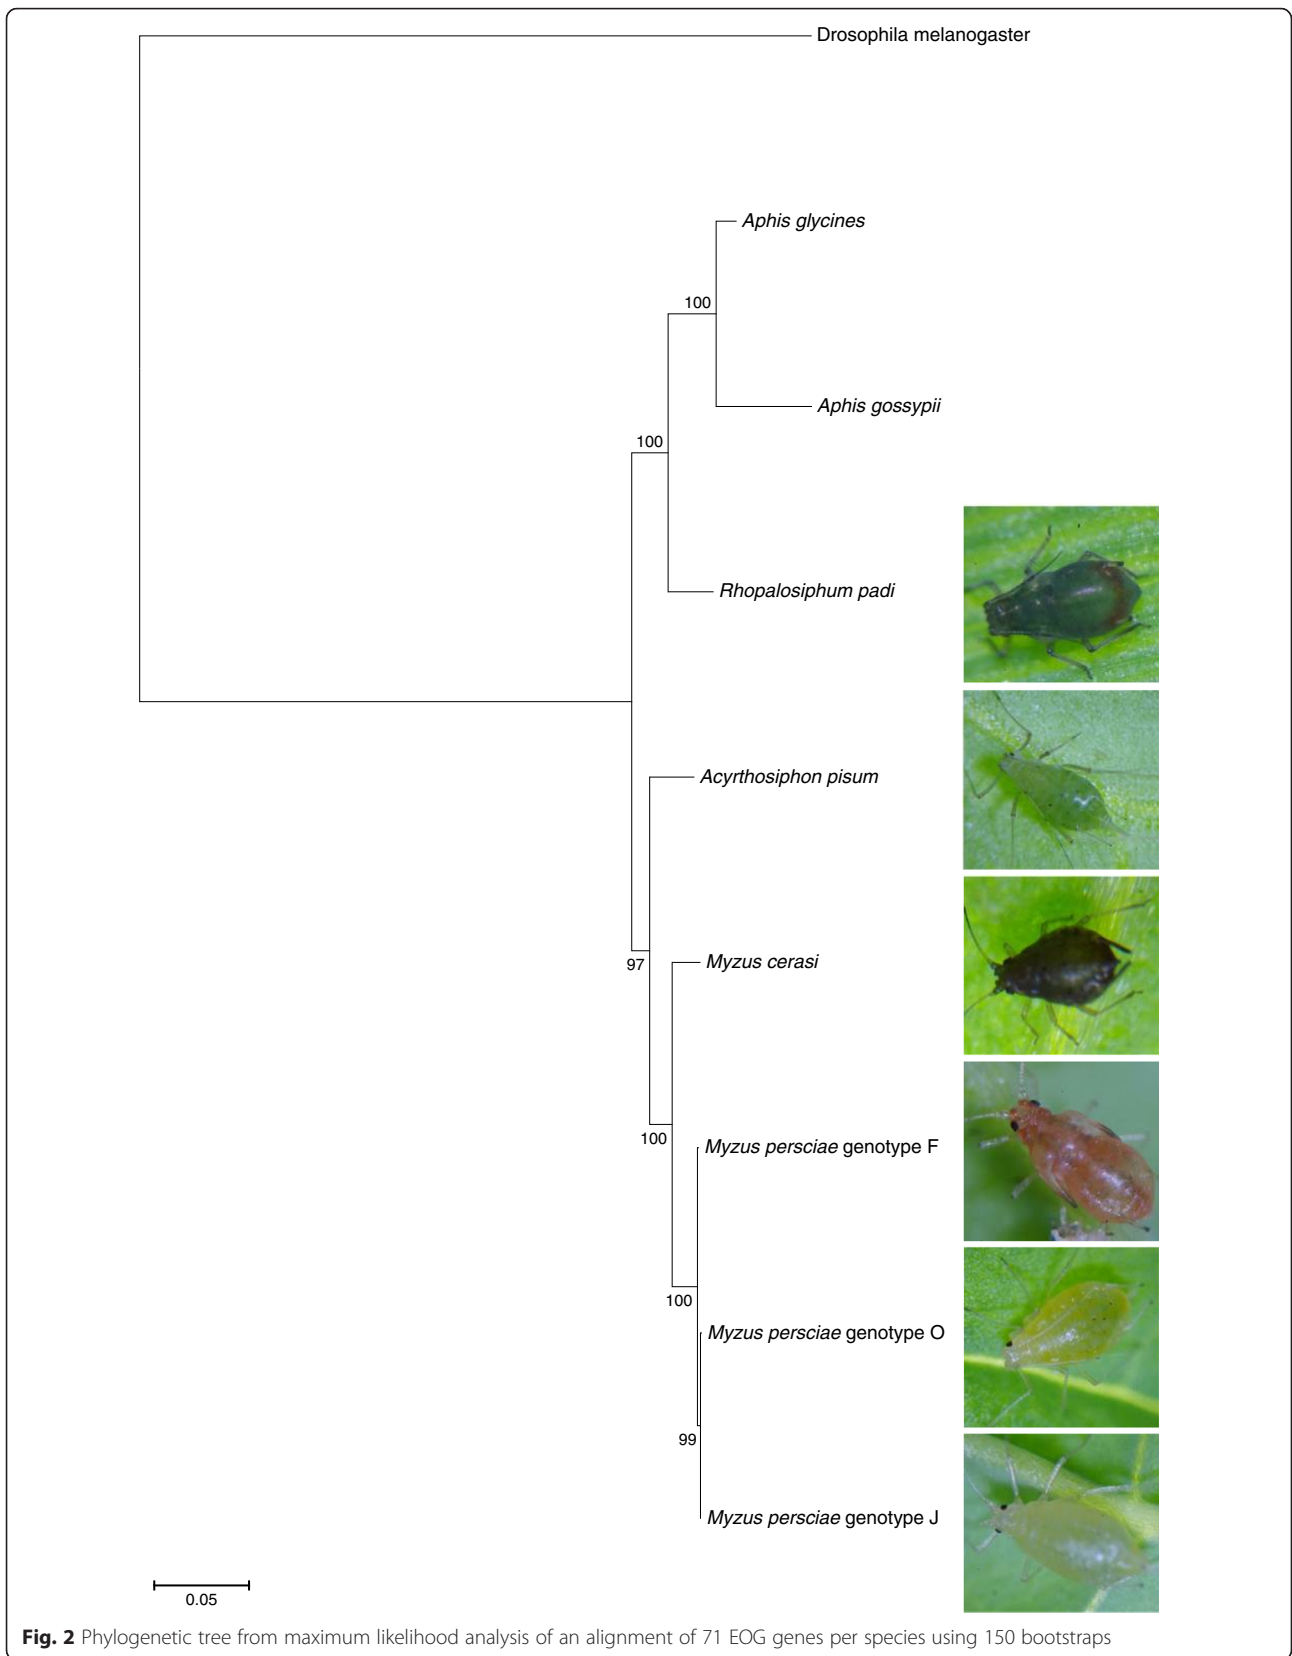 Drosophila melanogaster
Aphis glycines
100
Aphis gossypii
100
Rhopalosiphum padi
Acyrthosiphon pisum
Myzus cerasi
97
100
Myzus persciae genotype F
100
Myzus persciae genotype O
99
Myzus persciae genotype J
0.05
Fig. 2 Phylogenetic tree from maximum likelihood analysis of an alignment of 71 EOG genes per species using 150 bootstraps